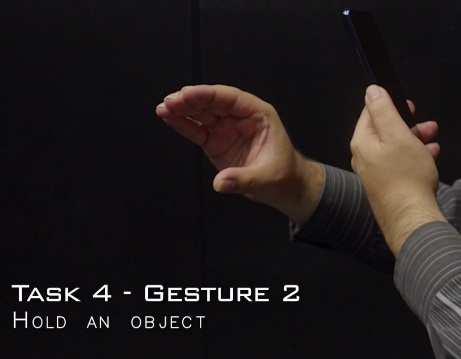 Task 4 - Gesture 2
Hold an object